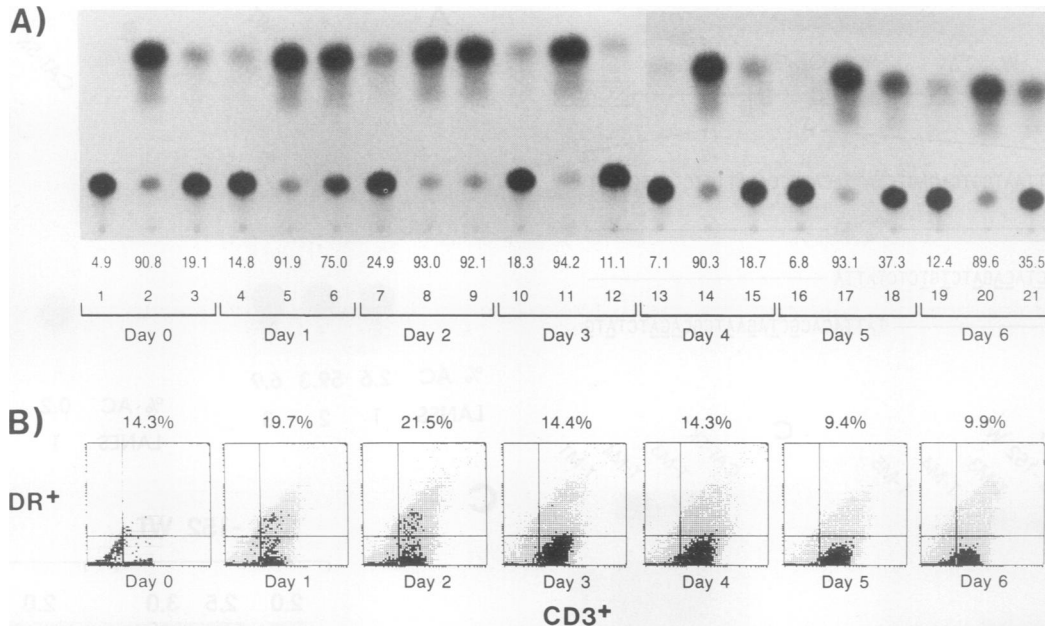 A)
4.9 90.8 19.1 14.8 91.9 75.0 24.9 93.0 92.1 18.3 94.2 11.1 7.1 90.3 18.7 6.8 93.1 37.3 12.4 89.6 35.5
1 2 3 4 5 6 7 8 9 10 11 12 13 14 15 16 17 18 19 20 21
Day 0 Day 1 Day 2 Day 3 Day 4 Day 5 Day 6
B)
14.3% 19.7% 21.5% 14.4% 14.3% 9.4% 9.9%
DR+
Day 0 Day 1 Day 2 Day 3 Day 4 Day 5 Day 6
CD3+